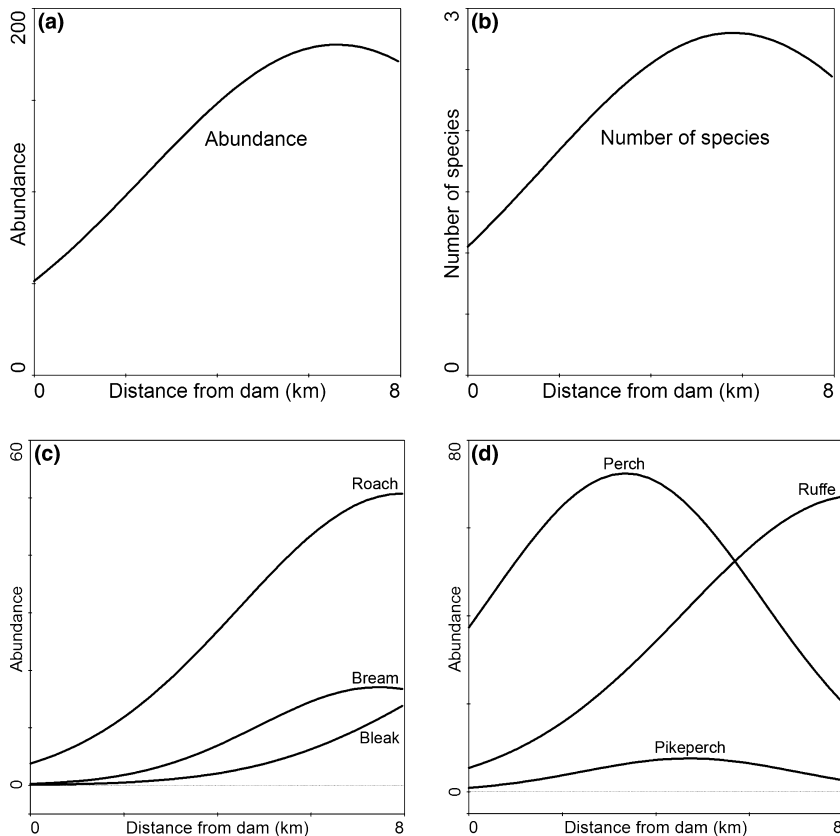 (a)
200
Abundance
Abundance
0
0
Distance from dam (km)
8
(b)
3
Number of species
Number of species
0
0
Distance from dam (km)
8
(c)
60
Roach
Abundance
Bream
Bleak
0
0
Distance from dam (km)
8
(d)
80
Perch
Ruffe
Abundance
Pikeperch
0
0
Distance from dam (km)
8